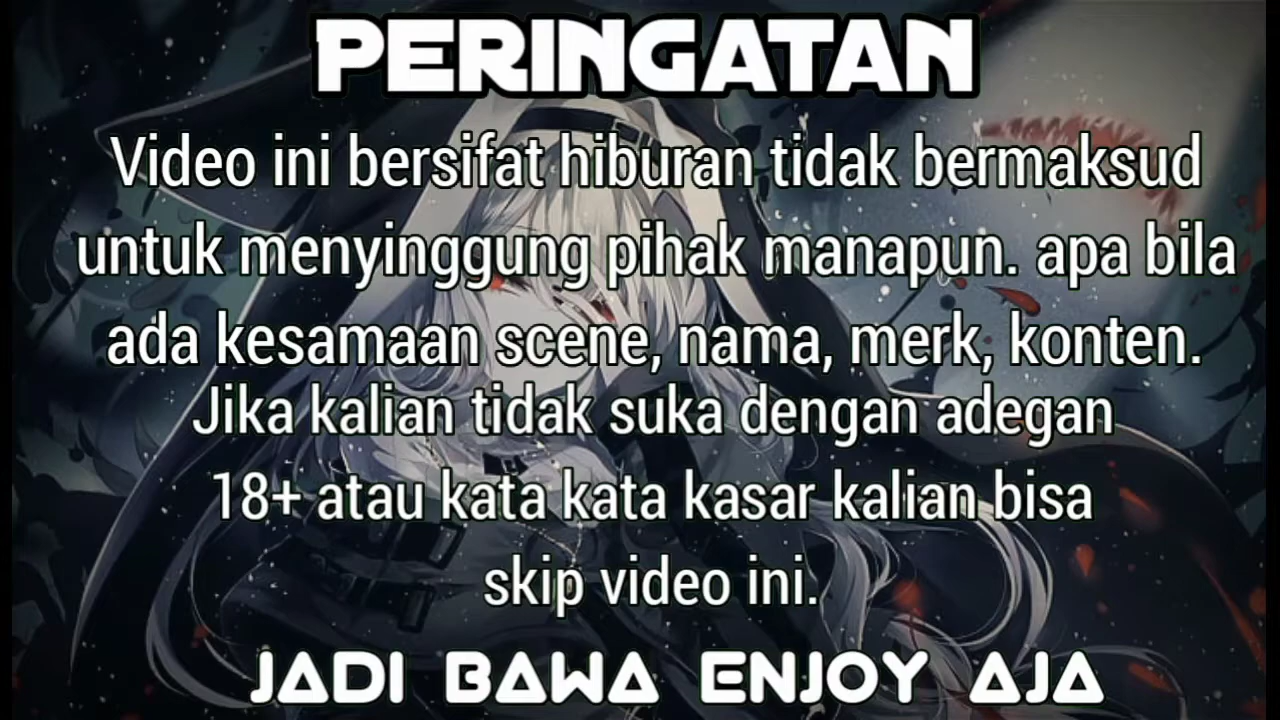 PERINGATAN
Video ini bersifat hiburan tidak bermaksud
untuk menyinggung pihak manapun. apa bila
ada kesamaan scene, nama, merk, konten.
Jika kalian tidak suka dengan adegan
18+ atau kata kata kasar kalian bisa
skip video ini.
JADI BAWA ENJOY AJA